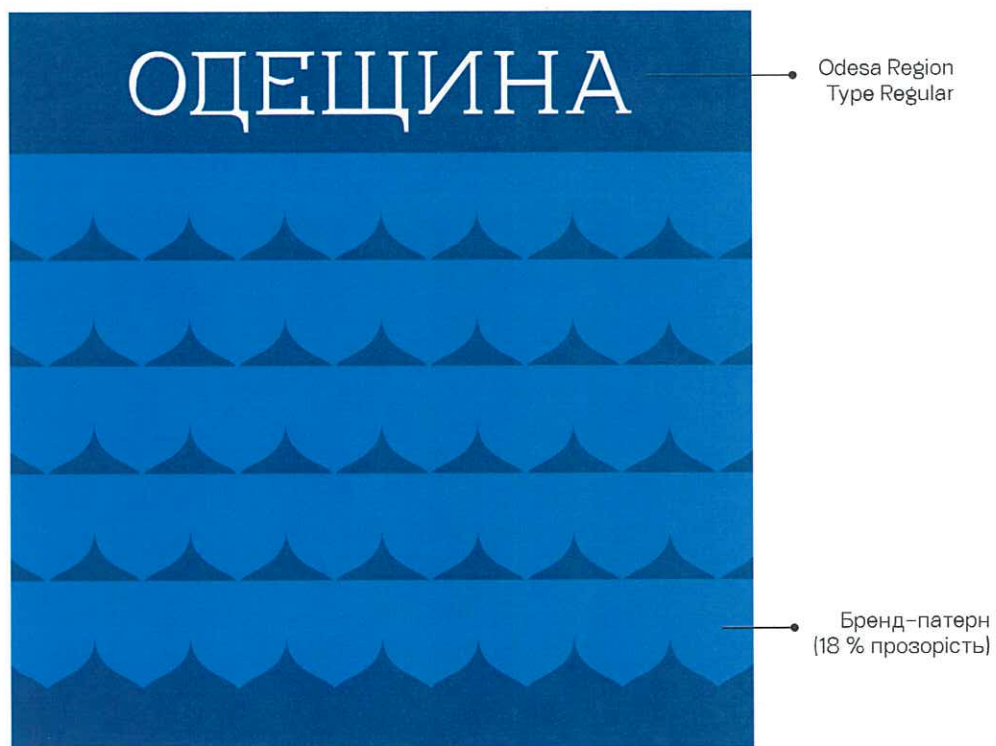 ОДЕЩИНА
Odesa Region
Type Regular
Бренд-патерн
(18 % прозорість)